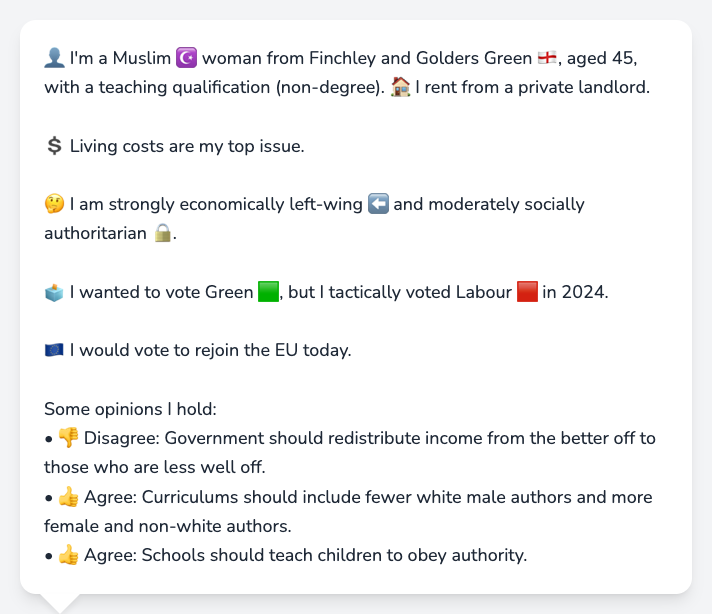 👤 I'm a Muslim ☪️ woman from Finchley and Golders Green 🏴󠁧󠁢󠁥󠁮󠁧󠁿, aged 45,
with a teaching qualification (non-degree). 🏠 I rent from a private landlord.
💲 Living costs are my top issue.
🤔 I am strongly economically left-wing ⬅️ and moderately socially
authoritarian 🔒.
🗳️ I wanted to vote Green 🟩, but I tactically voted Labour 🟥 in 2024.
🇪🇺 I would vote to rejoin the EU today.
Some opinions I hold:
• 👎 Disagree: Government should redistribute income from the better off to
those who are less well off.
• 👍 Agree: Curriculums should include fewer white male authors and more
female and non-white authors.
• 👍 Agree: Schools should teach children to obey authority.